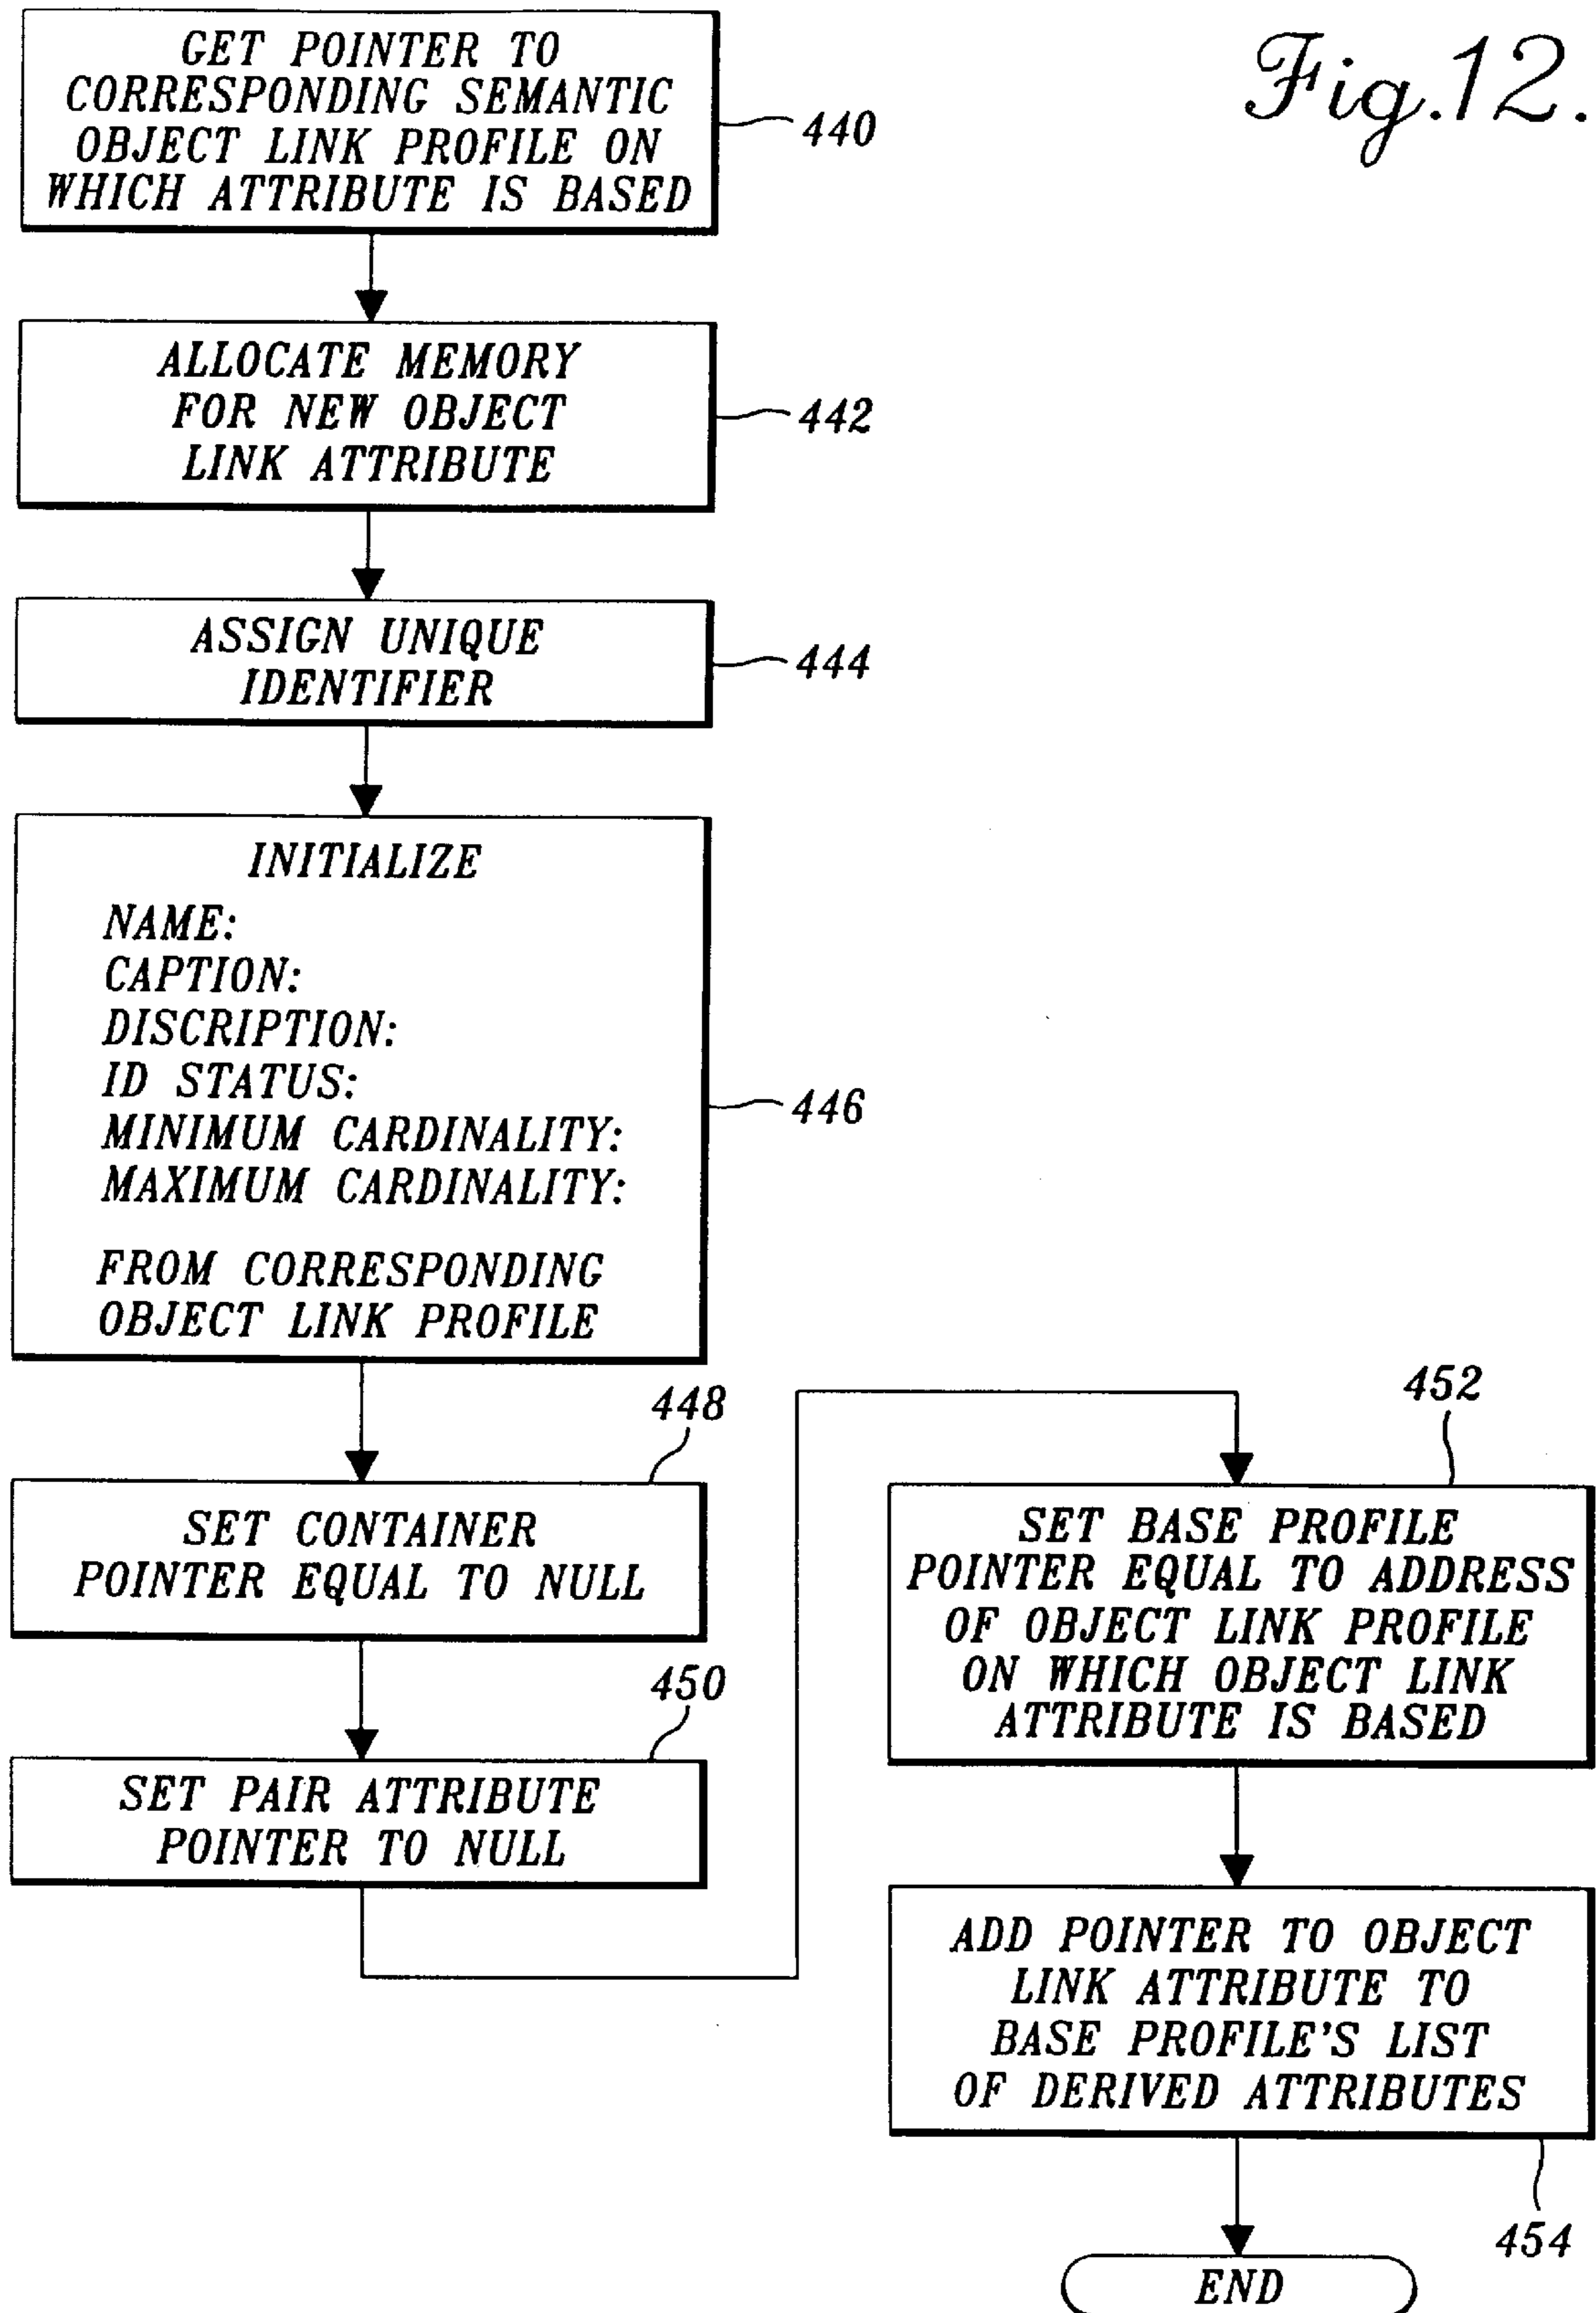 Fig.12.
GET POINTER TO
CORRESPONDING SEMANTIC
OBJECT LINK PROFILE ON
WHICH ATTRIBUTE IS BASED
440
ALLOCATE MEMORY
FOR NEW OBJECT
LINK ATTRIBUTE
442
ASSIGN UNIQUE
IDENTIFIER
444
INITIALIZE
NAME:
CAPTION:
DISCRIPTION:
ID STATUS:
MINIMUM CARDINALITY:
MAXIMUM CARDINALITY:
FROM CORRESPONDING
OBJECT LINK PROFILE
446
448
SET CONTAINER
POINTER EQUAL TO NULL
450
SET PAIR ATTRIBUTE
POINTER TO NULL
452
SET BASE PROFILE
POINTER EQUAL TO ADDRESS
OF OBJECT LINK PROFILE
ON WHICH OBJECT LINK
ATTRIBUTE IS BASED
ADD POINTER TO OBJECT
LINK ATTRIBUTE TO
BASE PROFILE'S LIST
OF DERIVED ATTRIBUTES
454
END